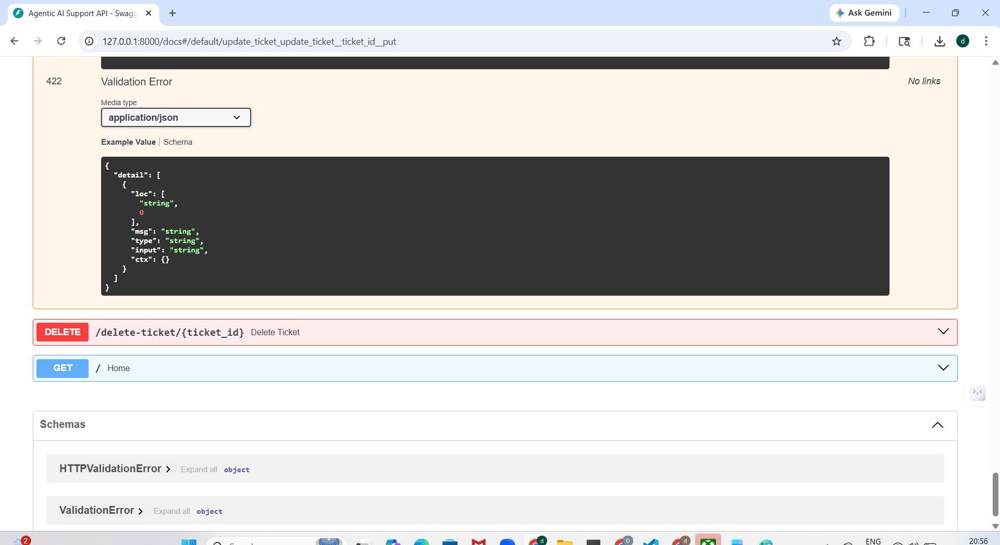 Agentic AI Support API - Swagg
Ask Gemini
127.0.0.1:8000/docs#/default/update_ticket_update_ticket__ticket_id__put
d
422
Validation Error
No links
Media type
application/json
Example Value
Schema
{
"detail": [
{
"loc": [
"string",
0
],
"msg": "string",
"type": "string",
"input": "string",
"ctx": {}
}
]
}
DELETE /delete-ticket/{ticket_id} Delete Ticket
GET / Home
Schemas
HTTPValidationError Expand all object
ValidationError Expand all object
2
d
D
d
ENG
20:56